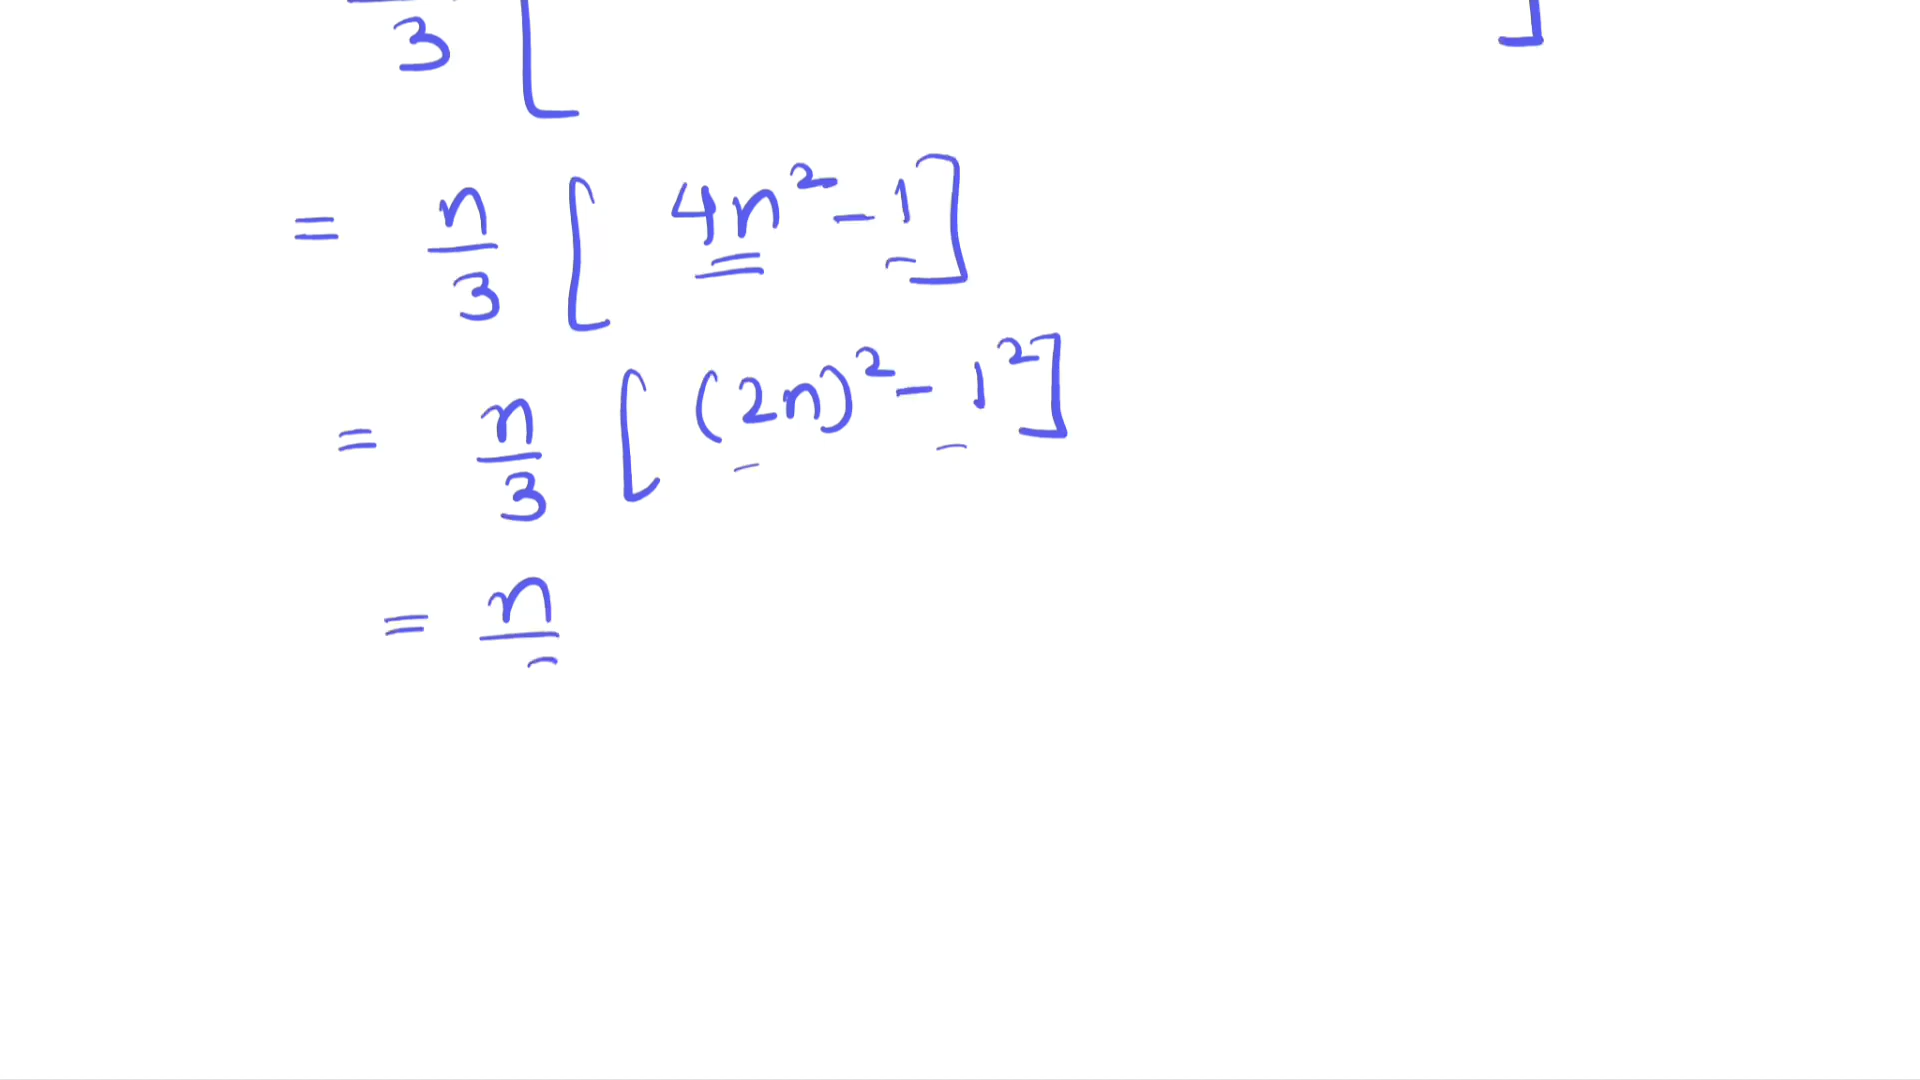 3 [ ]
= n/3 [ 4n² - 1 ]
= n/3 [ (2n)² - 1² ]
= n/